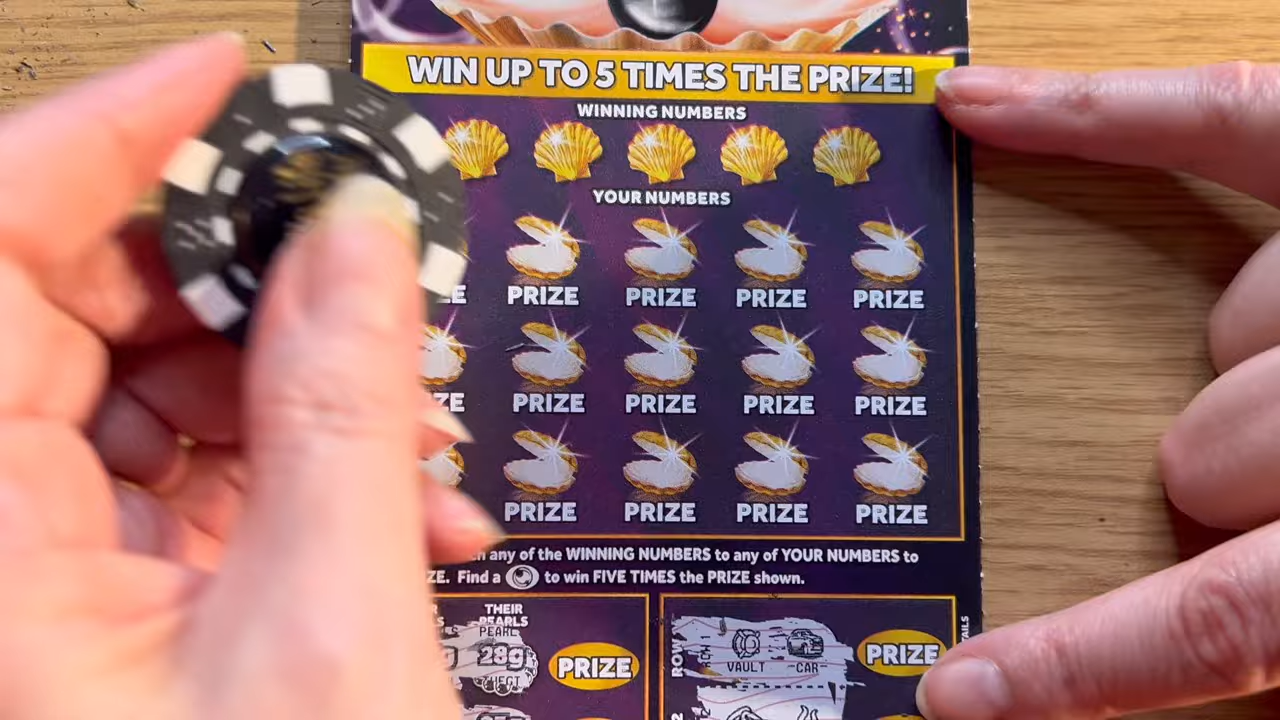 WIN UP TO 5 TIMES THE PRIZE!
WINNING NUMBERS
YOUR NUMBERS
PRIZE PRIZE PRIZE PRIZE
PRIZE PRIZE PRIZE PRIZE
PRIZE PRIZE PRIZE PRIZE
any of the WINNING NUMBERS to any of YOUR NUMBERS to
Find a to win FIVE TIMES the PRIZE shown.
THEIR
PEARLS
PEARL
28g
PRIZE
ROW 1
VAULT CAR
PRIZE